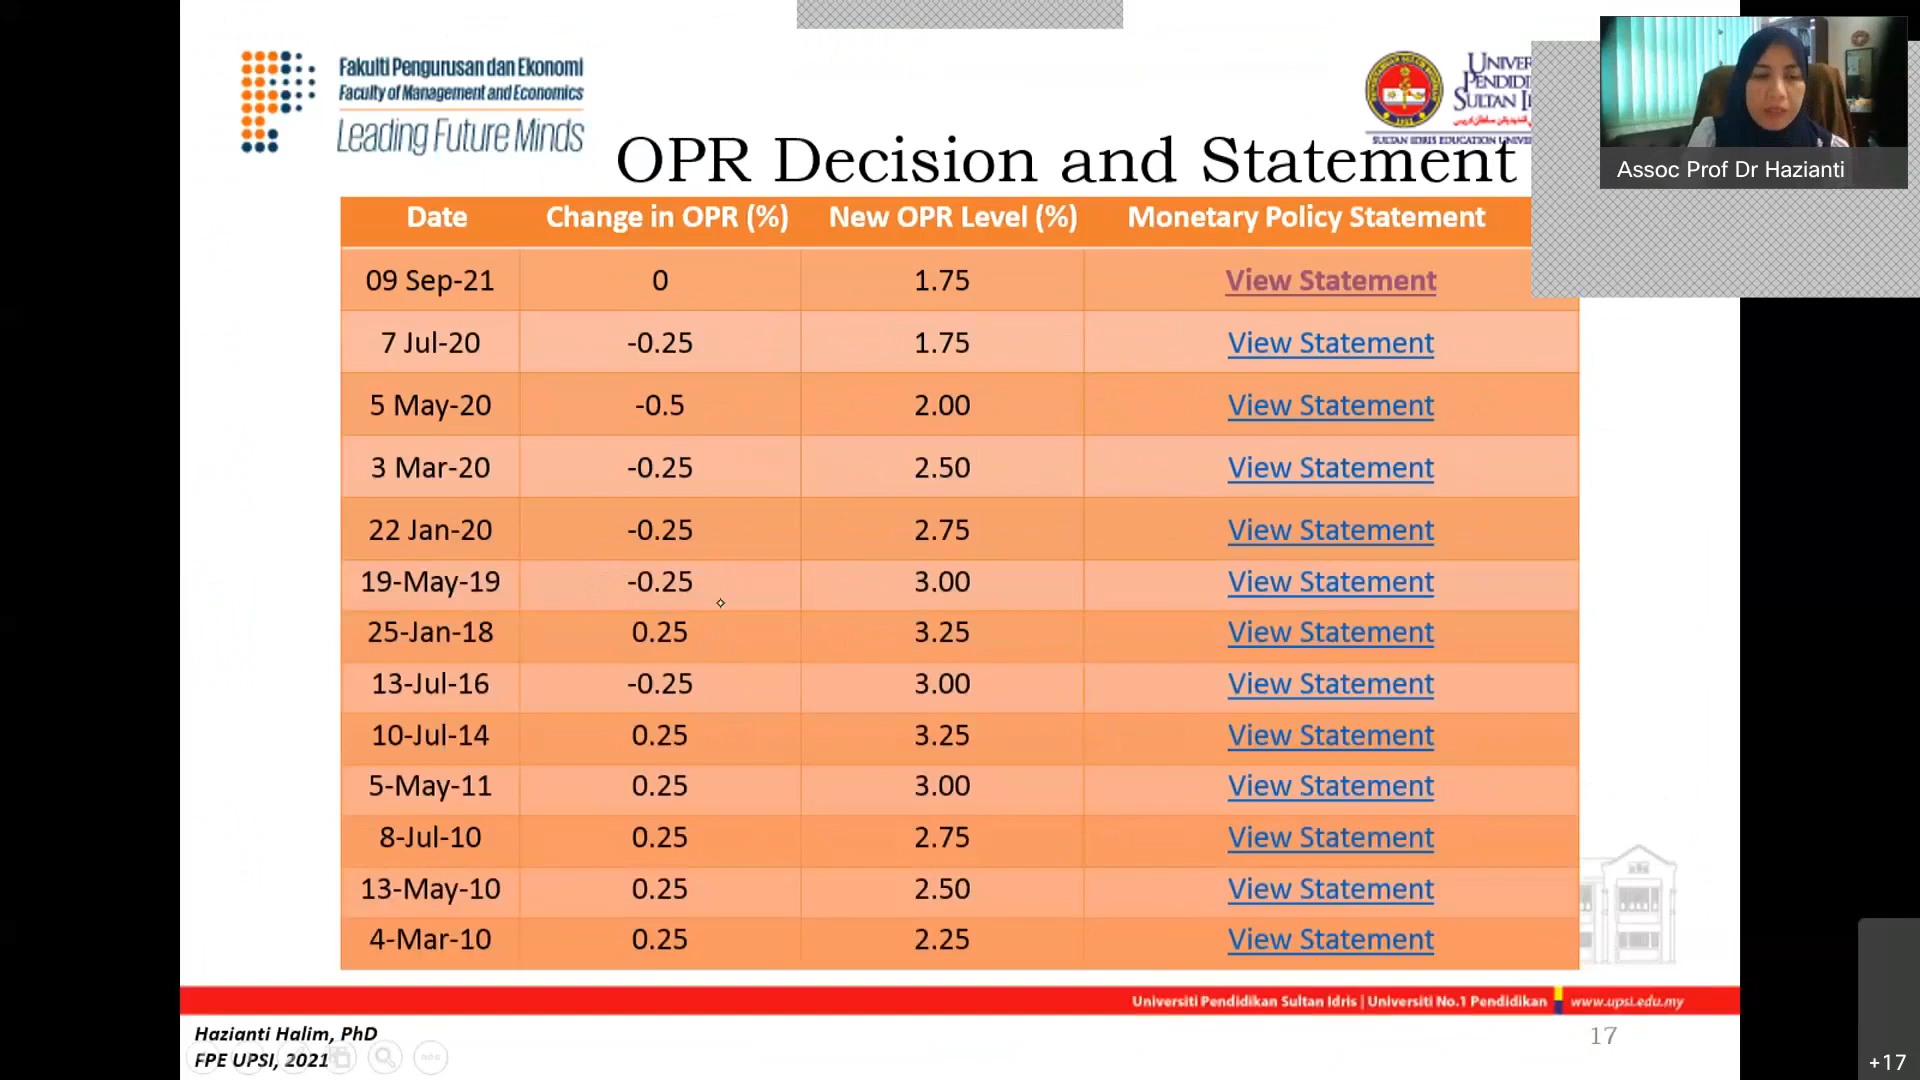 Fakulti Pengurusan dan Ekonomi
Faculty of Management and Economics
Leading Future Minds
SULTAN IDRIS EDUCATION
Assoc Prof Dr Hazianti
OPR Decision and Statement
Date Change in OPR (%) New OPR Level (%) Monetary Policy Statement
09 Sep-21 0 1.75 View Statement
7 Jul-20 -0.25 1.75 View Statement
5 May-20 -0.5 2.00 View Statement
3 Mar-20 -0.25 2.50 View Statement
22 Jan-20 -0.25 2.75 View Statement
19-May-19 -0.25 3.00 View Statement
25-Jan-18 0.25 3.25 View Statement
13-Jul-16 -0.25 3.00 View Statement
10-Jul-14 0.25 3.25 View Statement
5-May-11 0.25 3.00 View Statement
8-Jul-10 0.25 2.75 View Statement
13-May-10 0.25 2.50 View Statement
4-Mar-10 0.25 2.25 View Statement
Universiti Pendidikan Sultan Idris | Universiti No.1 Pendidikan www.upsi.edu.my
Hazianti Halim, PhD
FPE UPSI, 2021
17
+17